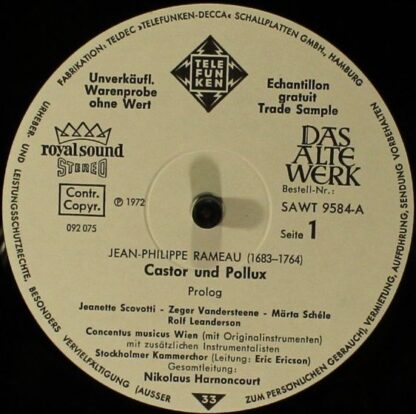 FABRIKATION: TELDEC »TELEFUNKEN-DECCA« SCHALLPLATTEN GMBH., HAMBURG
URHEBER- UND LEISTUNGSSCHUTZRECHTE, BESONDERS VERVIELFÄLTIGUNG (AUSSER ZUM PERSÖNLICHEN GEBRAUCH), VERMIETUNG, AUFFÜHRUNG, SENDUNG VORBEHALTEN
Unverkäufl.
Warenprobe
ohne Wert
TELE
FUN
KEN
Echantillon
gratuit
Trade Sample
royal sound
STEREO
DAS
ALTE
WERK
Contr.
Copyr.
℗ 1972
092 075
Bestell-Nr.:
SAWT 9584-A
Seite 1
JEAN-PHILIPPE RAMEAU (1683–1764)
Castor und Pollux
Prolog
Jeanette Scovotti - Zeger Vandersteene - Märta Schéle
Rolf Leanderson
Concentus musicus Wien (mit Originalinstrumenten)
mit zusätzlichen Instrumentalisten
Stockholmer Kammerchor (Leitung: Eric Ericson)
Gesamtleitung:
Nikolaus Harnoncourt
33